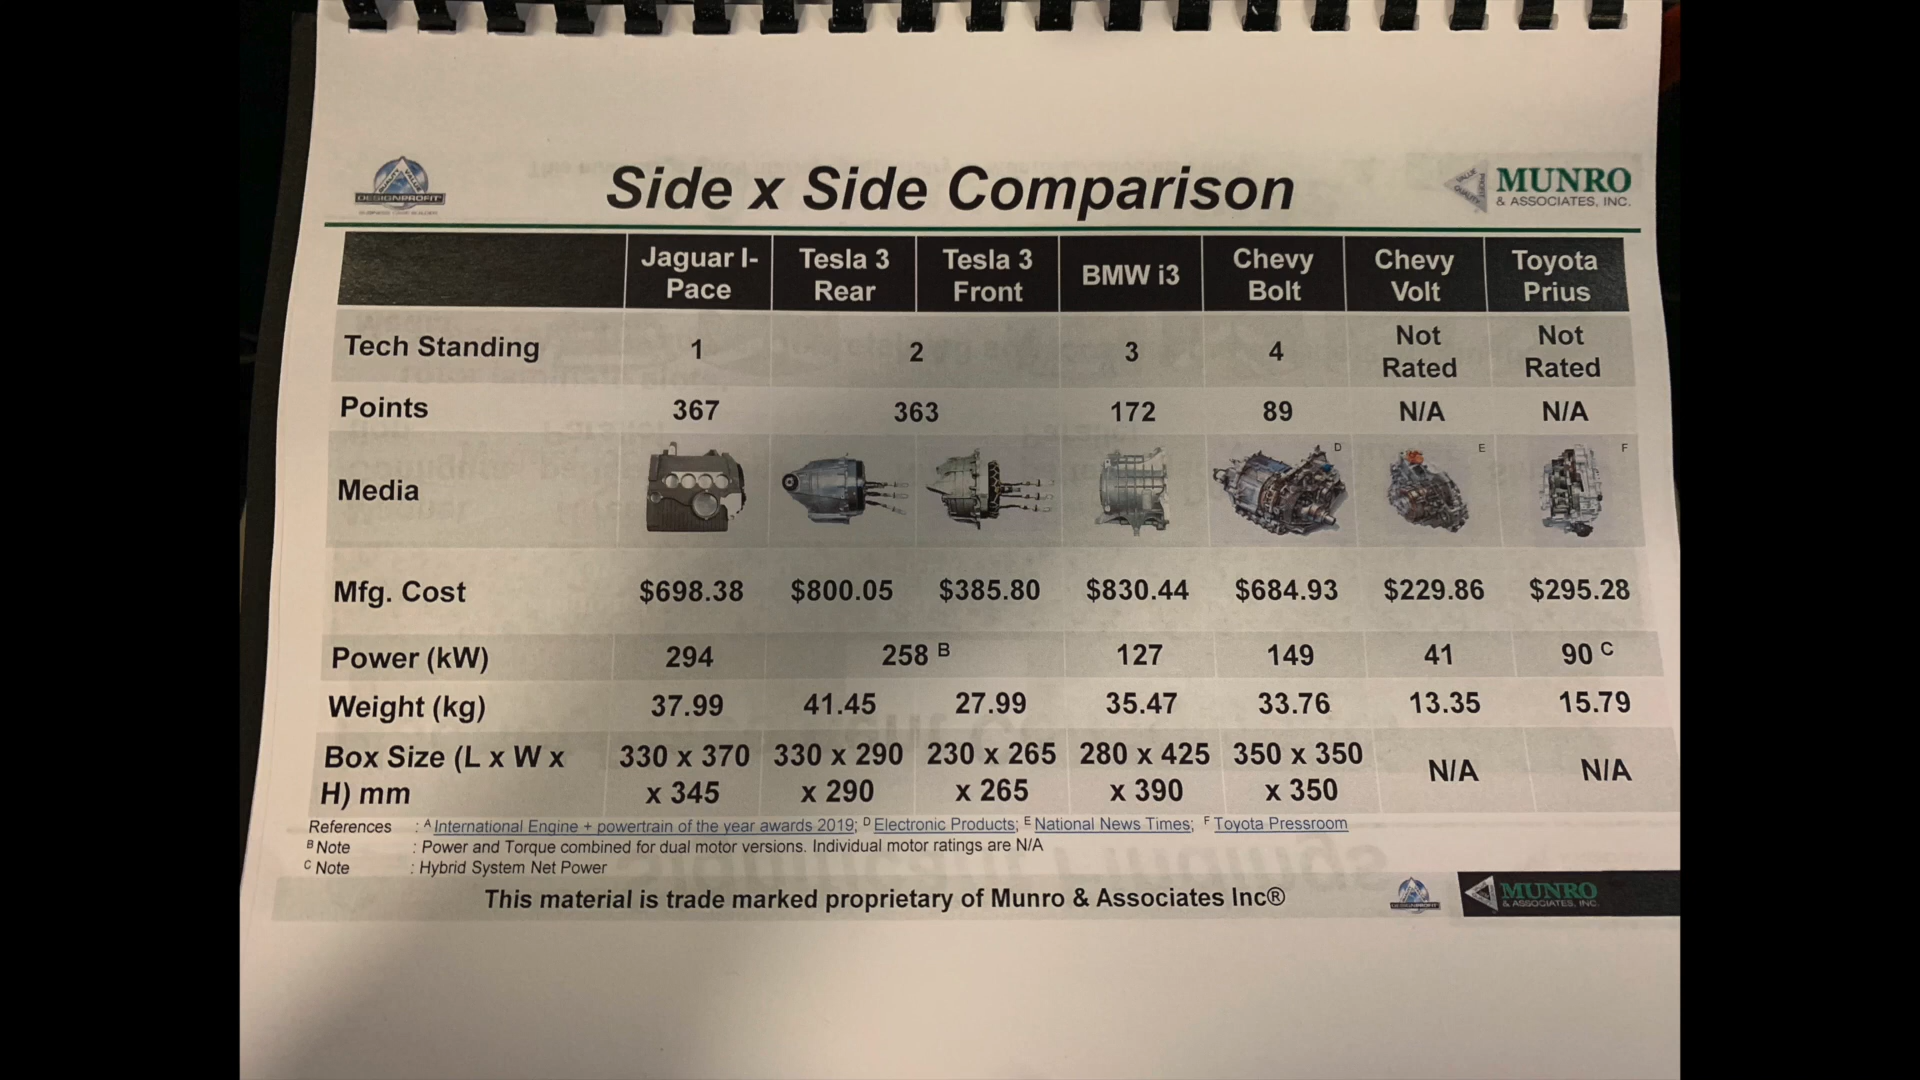 Side x Side Comparison
DESIGNPROFIT
MUNRO
& ASSOCIATES, INC.
Jaguar I-Pace Tesla 3 Rear Tesla 3 Front BMW i3 Chevy Bolt Chevy Volt Toyota Prius
Tech Standing 1 2 3 4 Not Rated Not Rated
Points 367 363 172 89 N/A N/A
Media D E F
Mfg. Cost $698.38 $800.05 $385.80 $830.44 $684.93 $229.86 $295.28
Power (kW) 294 258 B 127 149 41 90 C
Weight (kg) 37.99 41.45 27.99 35.47 33.76 13.35 15.79
Box Size (L x W x H) mm 330 x 370 x 345 330 x 290 x 290 230 x 265 x 265 280 x 425 x 390 350 x 350 x 350 N/A N/A
References : A International Engine + powertrain of the year awards 2019; D Electronic Products; E National News Times; F Toyota Pressroom
B Note : Power and Torque combined for dual motor versions. Individual motor ratings are N/A
C Note : Hybrid System Net Power
This material is trade marked proprietary of Munro & Associates Inc®
MUNRO
& ASSOCIATES, INC.